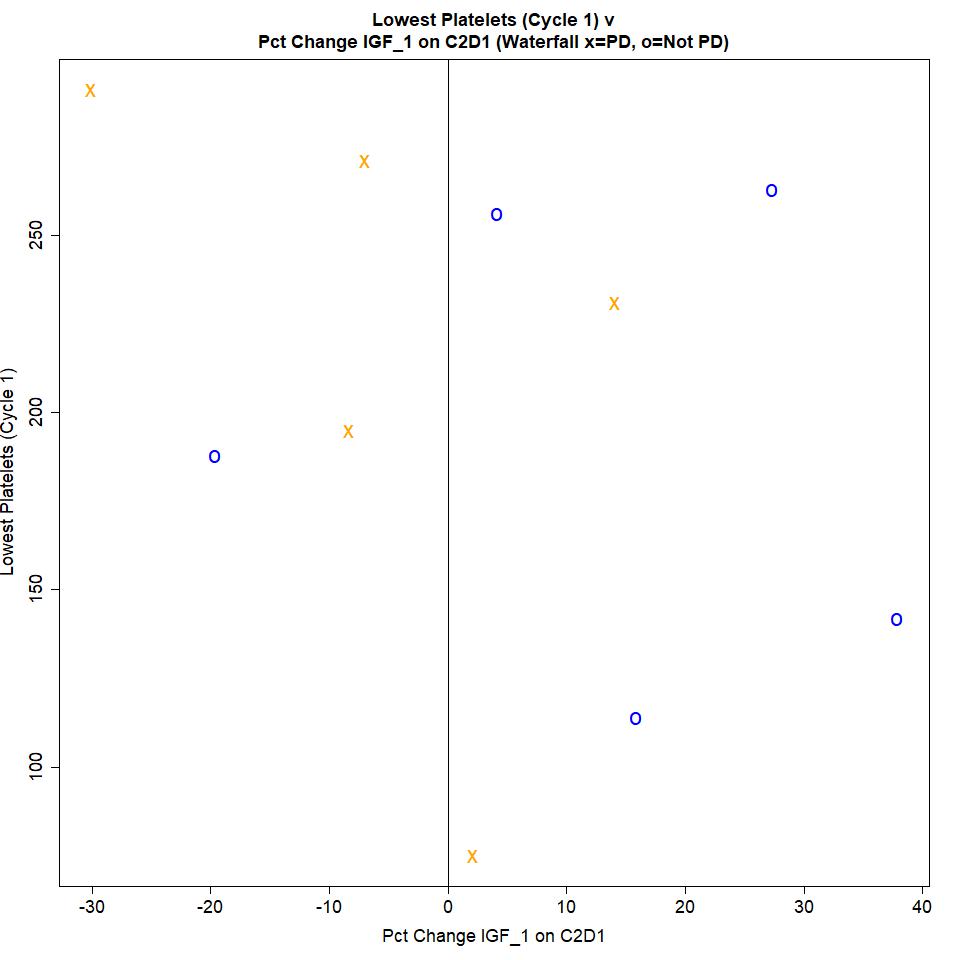 Lowest Platelets (Cycle 1) v
Pct Change IGF_1 on C2D1 (Waterfall x=PD, o=Not PD)
Lowest Platelets (Cycle 1)
250
200
150
100
X
X
O
O
X
X
O
O
O
X
-30
-20
-10
0
10
20
30
40
Pct Change IGF_1 on C2D1